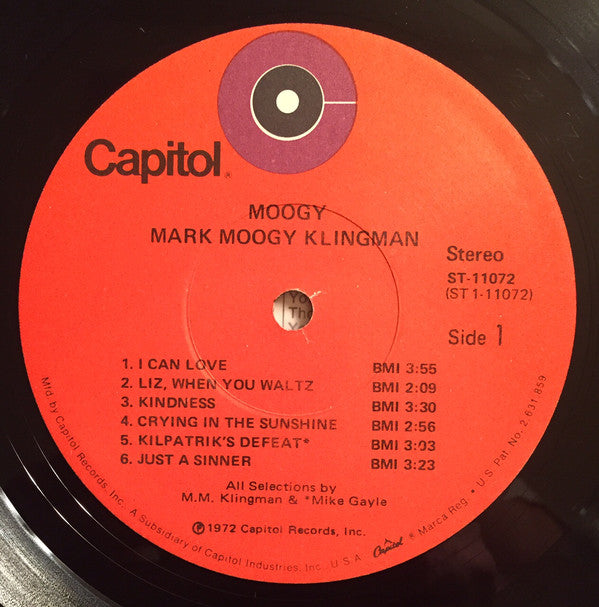 Capitol®
MOOGY
MARK MOOGY KLINGMAN
Stereo
ST-11072
(ST 1-11072)
Side 1
Yo
Th
Y
1. I CAN LOVE BMI 3:55
2. LIZ, WHEN YOU WALTZ BMI 2:09
3. KINDNESS BMI 3:30
4. CRYING IN THE SUNSHINE BMI 2:56
5. KILPATRIK'S DEFEAT* BMI 3:03
6. JUST A SINNER BMI 3:23
All Selections by
M.M. Klingman & *Mike Gayle
℗1972 Capitol Records, Inc.
Mfd. by Capitol Records, Inc. A Subsidiary of Capitol Industries, Inc. U.S.A. Capitol ® Marca Reg. • U.S. Pat. No. 2,631,859